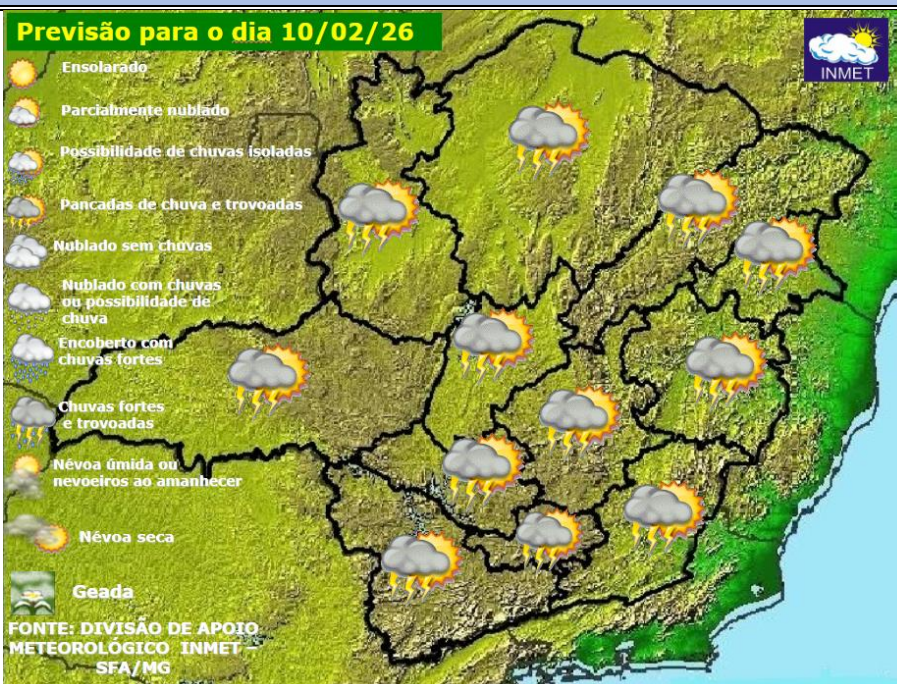 Previsão para o dia 10/02/26
INMET
Ensolarado
Parcialmente nublado
Possibilidade de chuvas isoladas
Pancadas de chuva e trovoadas
Nublado sem chuvas
Nublado com chuvas
ou possibilidade de
chuva
Encoberto com
chuvas fortes
Chuvas fortes
e trovoadas
Névoa úmida ou
nevoeiros ao amanhecer
Névoa seca
Geada
FONTE: DIVISÃO DE APOIO
METEOROLÓGICO INMET –
SFA/MG